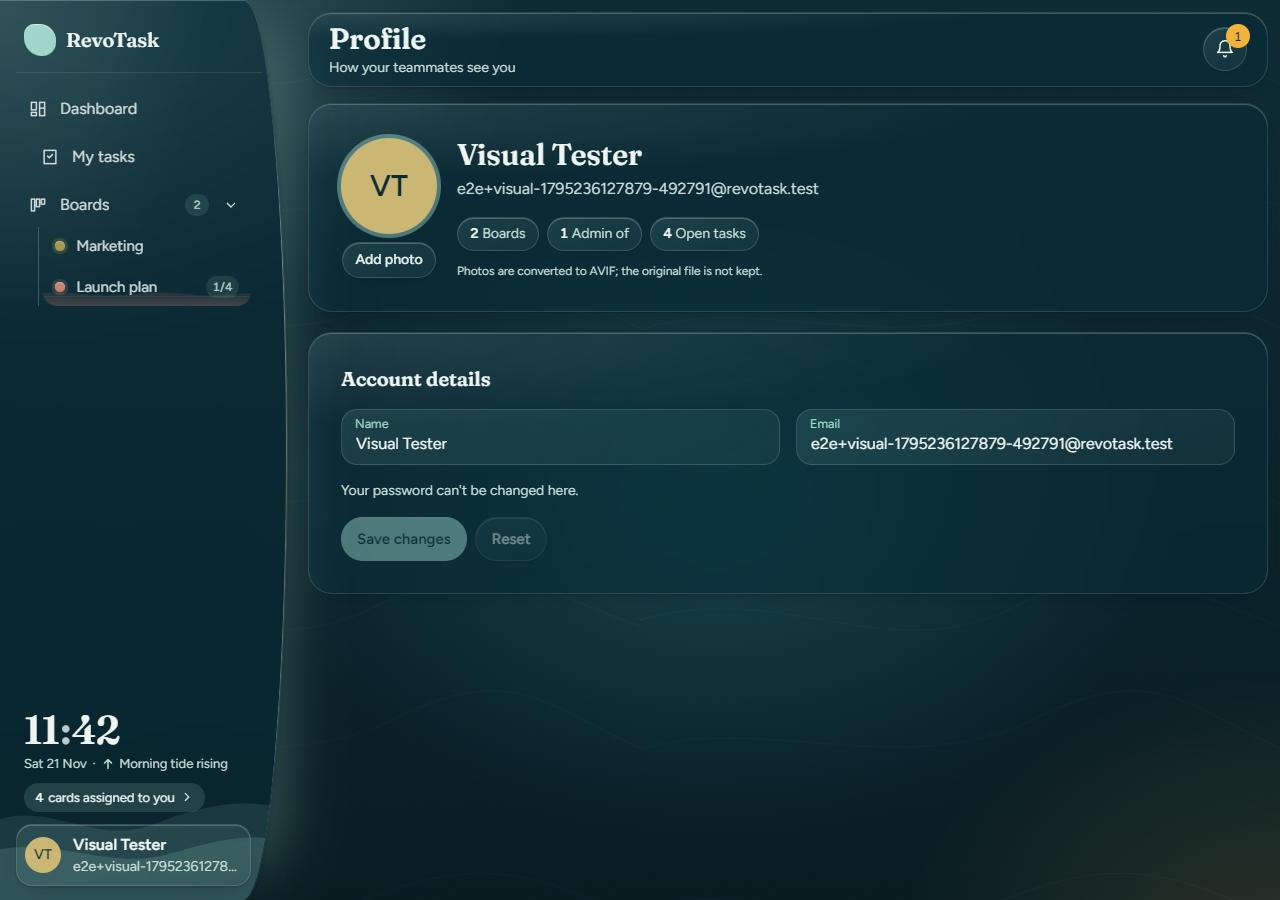 RevoTask
Dashboard
My tasks
Boards 2
Marketing
Launch plan 1/4
11:42
Sat 21 Nov · ↑ Morning tide rising
4 cards assigned to you
VT
Visual Tester
e2e+visual-17952361278...
Profile
How your teammates see you
1
VT
Add photo
Visual Tester
e2e+visual-1795236127879-492791@revotask.test
2 Boards 1 Admin of 4 Open tasks
Photos are converted to AVIF; the original file is not kept.
Account details
Name
Visual Tester
Email
e2e+visual-1795236127879-492791@revotask.test
Your password can't be changed here.
Save changes Reset